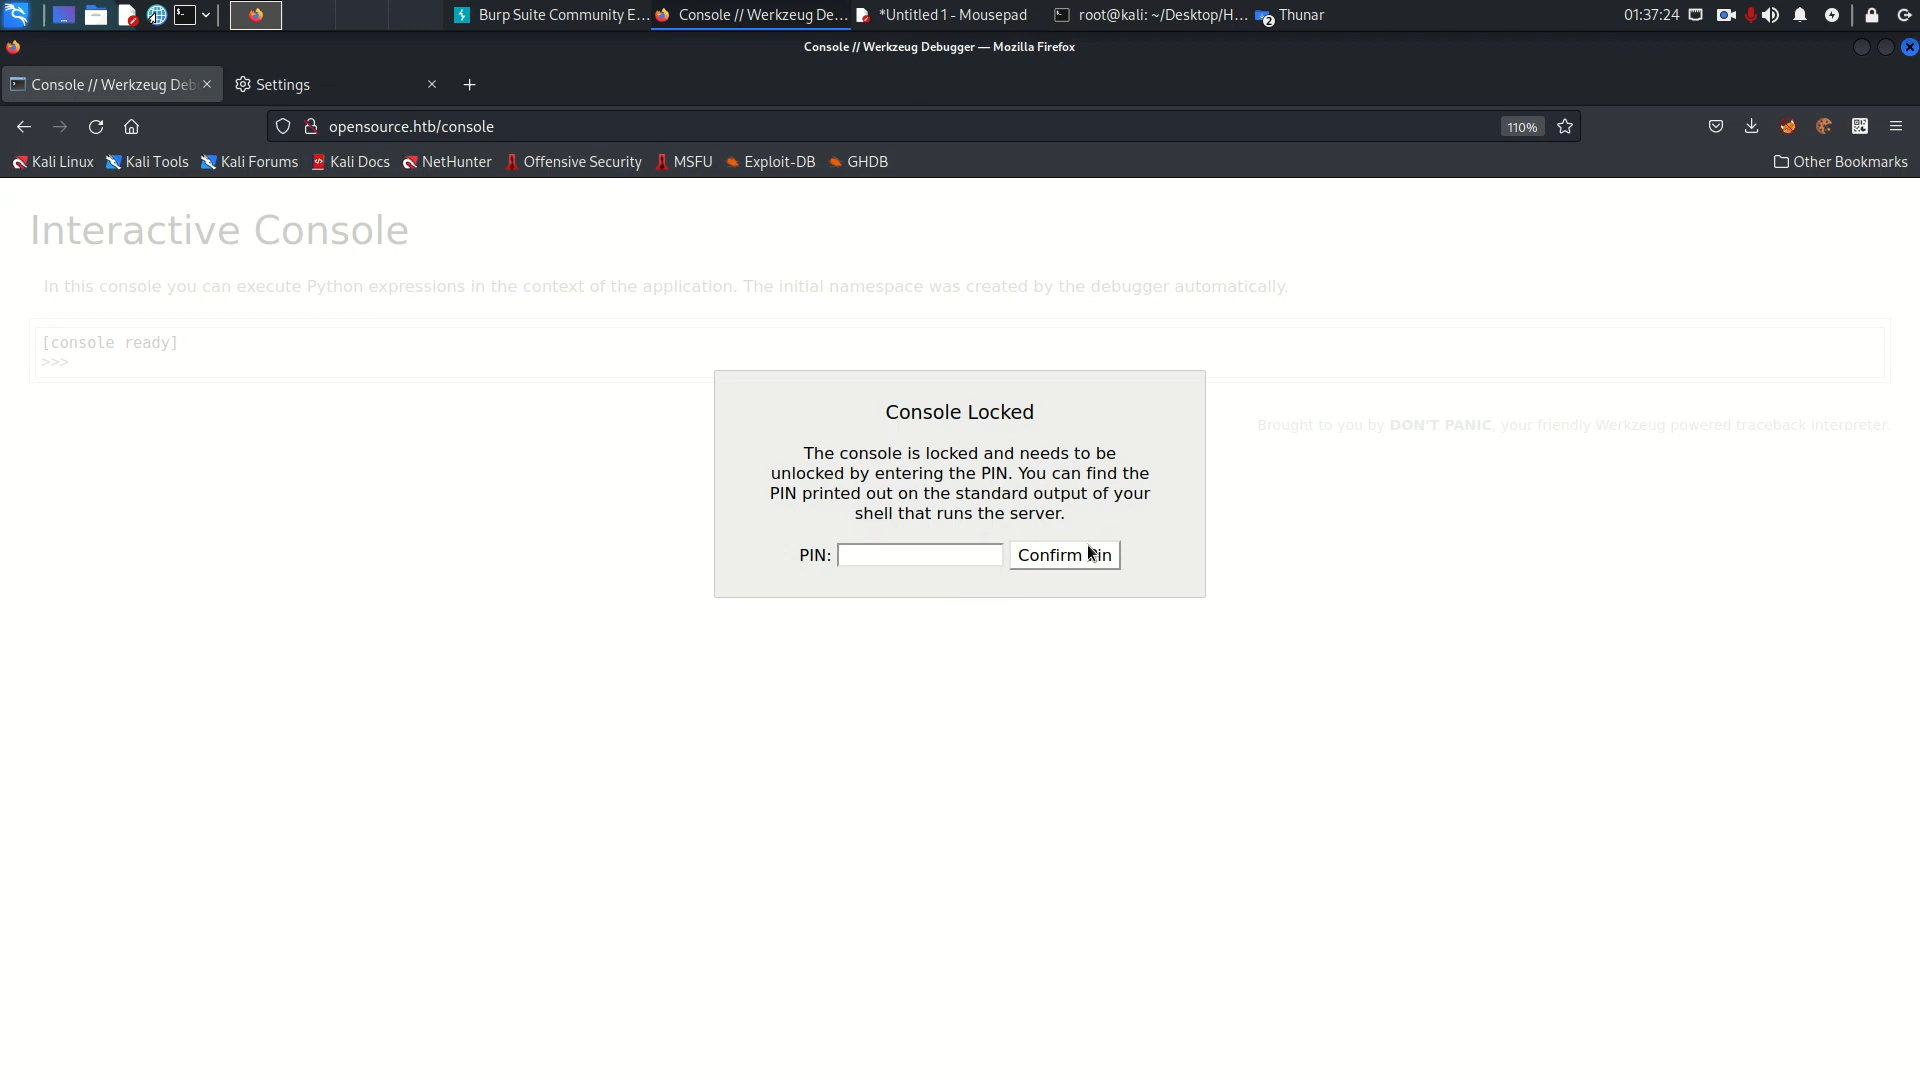 Burp Suite Community E...
Console // Werkzeug De...
*Untitled 1 - Mousepad
root@kali: ~/Desktop/H...
2
Thunar
01:37:24
Console // Werkzeug Debugger — Mozilla Firefox
Console // Werkzeug Deb
Settings
opensource.htb/console
110%
Kali Linux
Kali Tools
Kali Forums
Kali Docs
NetHunter
Offensive Security
MSFU
Exploit-DB
GHDB
Other Bookmarks
Interactive Console
In this console you can execute Python expressions in the context of the application. The initial namespace was created by the debugger automatically.
[console ready]
>>>
Console Locked
The console is locked and needs to be
unlocked by entering the PIN. You can find the
PIN printed out on the standard output of your
shell that runs the server.
PIN:
Confirm Pin
Brought to you by DON'T PANIC, your friendly Werkzeug powered traceback interpreter.